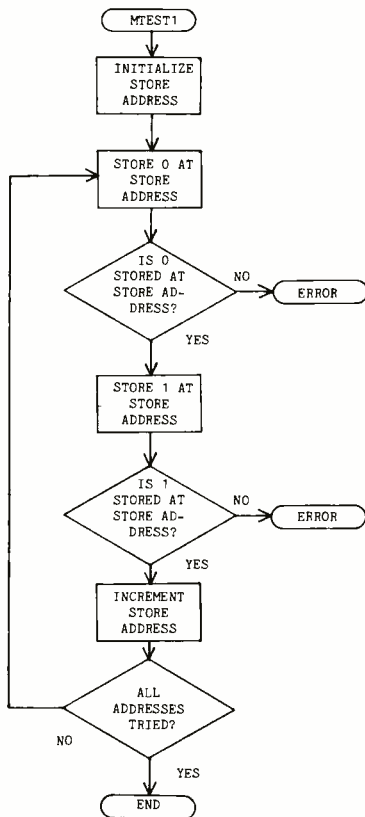 MTEST1
INITIALIZE
STORE
ADDRESS
STORE 0 AT
STORE
ADDRESS
IS 0
STORED AT
STORE AD-
DRESS?
NO
ERROR
YES
STORE 1 AT
STORE
ADDRESS
IS 1
STORED AT
STORE AD-
DRESS?
NO
ERROR
YES
INCREMENT
STORE
ADDRESS
ALL
ADDRESSES
TRIED?
NO
YES
END